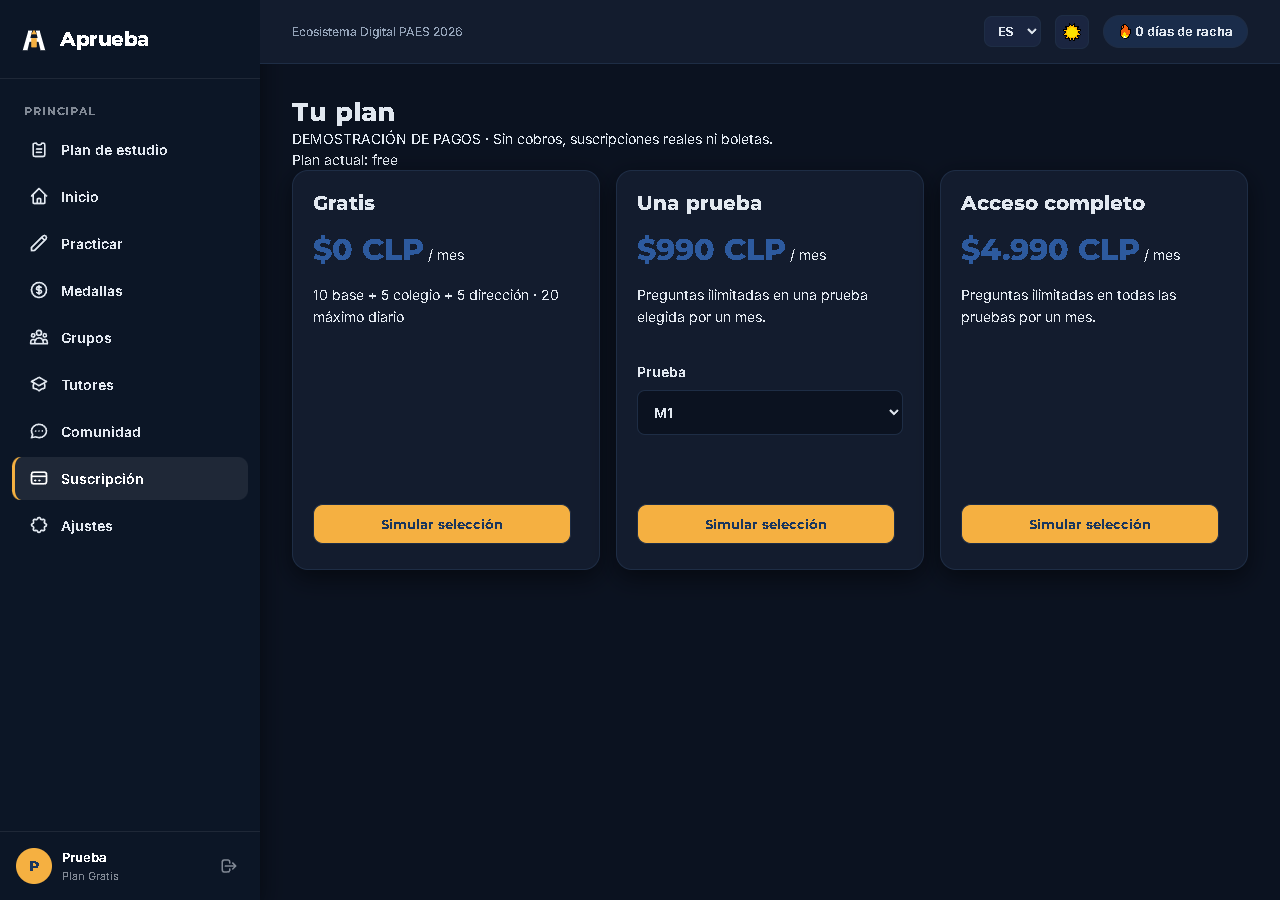 Aprueba
PRINCIPAL
Plan de estudio
Inicio
Practicar
Medallas
Grupos
Tutores
Comunidad
Suscripción
Ajustes
P
Prueba
Plan Gratis
Ecosistema Digital PAES 2026
ES
0 días de racha
Tu plan
DEMOSTRACIÓN DE PAGOS · Sin cobros, suscripciones reales ni boletas.
Plan actual: free
Gratis
$0 CLP / mes
10 base + 5 colegio + 5 dirección · 20
máximo diario
Simular selección
Una prueba
$990 CLP / mes
Preguntas ilimitadas en una prueba
elegida por un mes.
Prueba
M1
Simular selección
Acceso completo
$4.990 CLP / mes
Preguntas ilimitadas en todas las
pruebas por un mes.
Simular selección